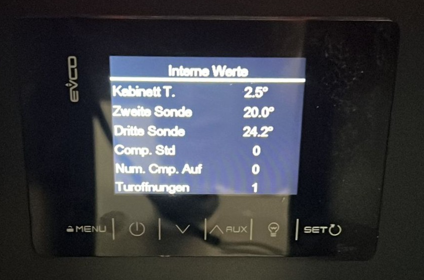 EVCO
Interne Werte
Kabinett T. 2.5°
Zweite Sonde 20.0°
Dritte Sonde 24.2°
Comp. Std 0
Num. Cmp. Auf 0
Turoffnungen 1
MENU AUX SET